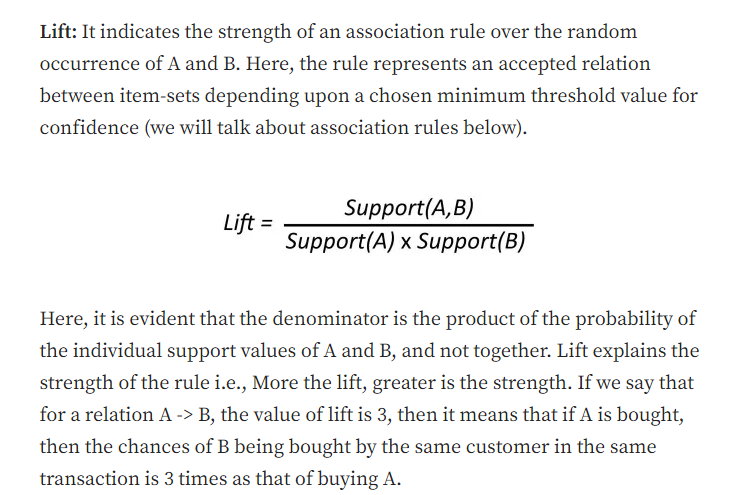 Lift: It indicates the strength of an association rule over the random
occurrence of A and B. Here, the rule represents an accepted relation
between item-sets depending upon a chosen minimum threshold value for
confidence (we will talk about association rules below).
Lift = Support(A,B)
Support(A) x Support(B)
Here, it is evident that the denominator is the product of the probability of
the individual support values of A and B, and not together. Lift explains the
strength of the rule i.e., More the lift, greater is the strength. If we say that
for a relation A -> B, the value of lift is 3, then it means that if A is bought,
then the chances of B being bought by the same customer in the same
transaction is 3 times as that of buying A.